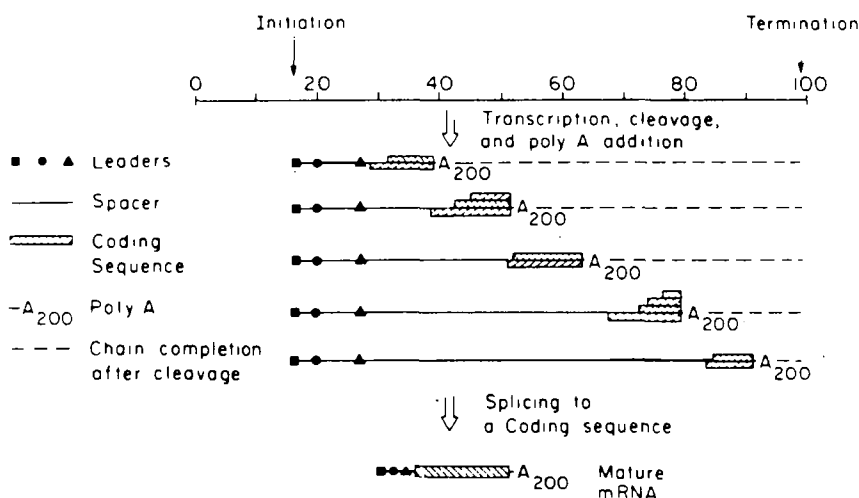 Initiation
Termination
0 20 40 60 80 100
Transcription, cleavage,
and poly A addition
Leaders
A200
Spacer
A200
Coding
Sequence
A200
-A200 Poly A
A200
Chain completion
after cleavage
A200
Splicing to
a Coding sequence
A200 Mature
mRNA